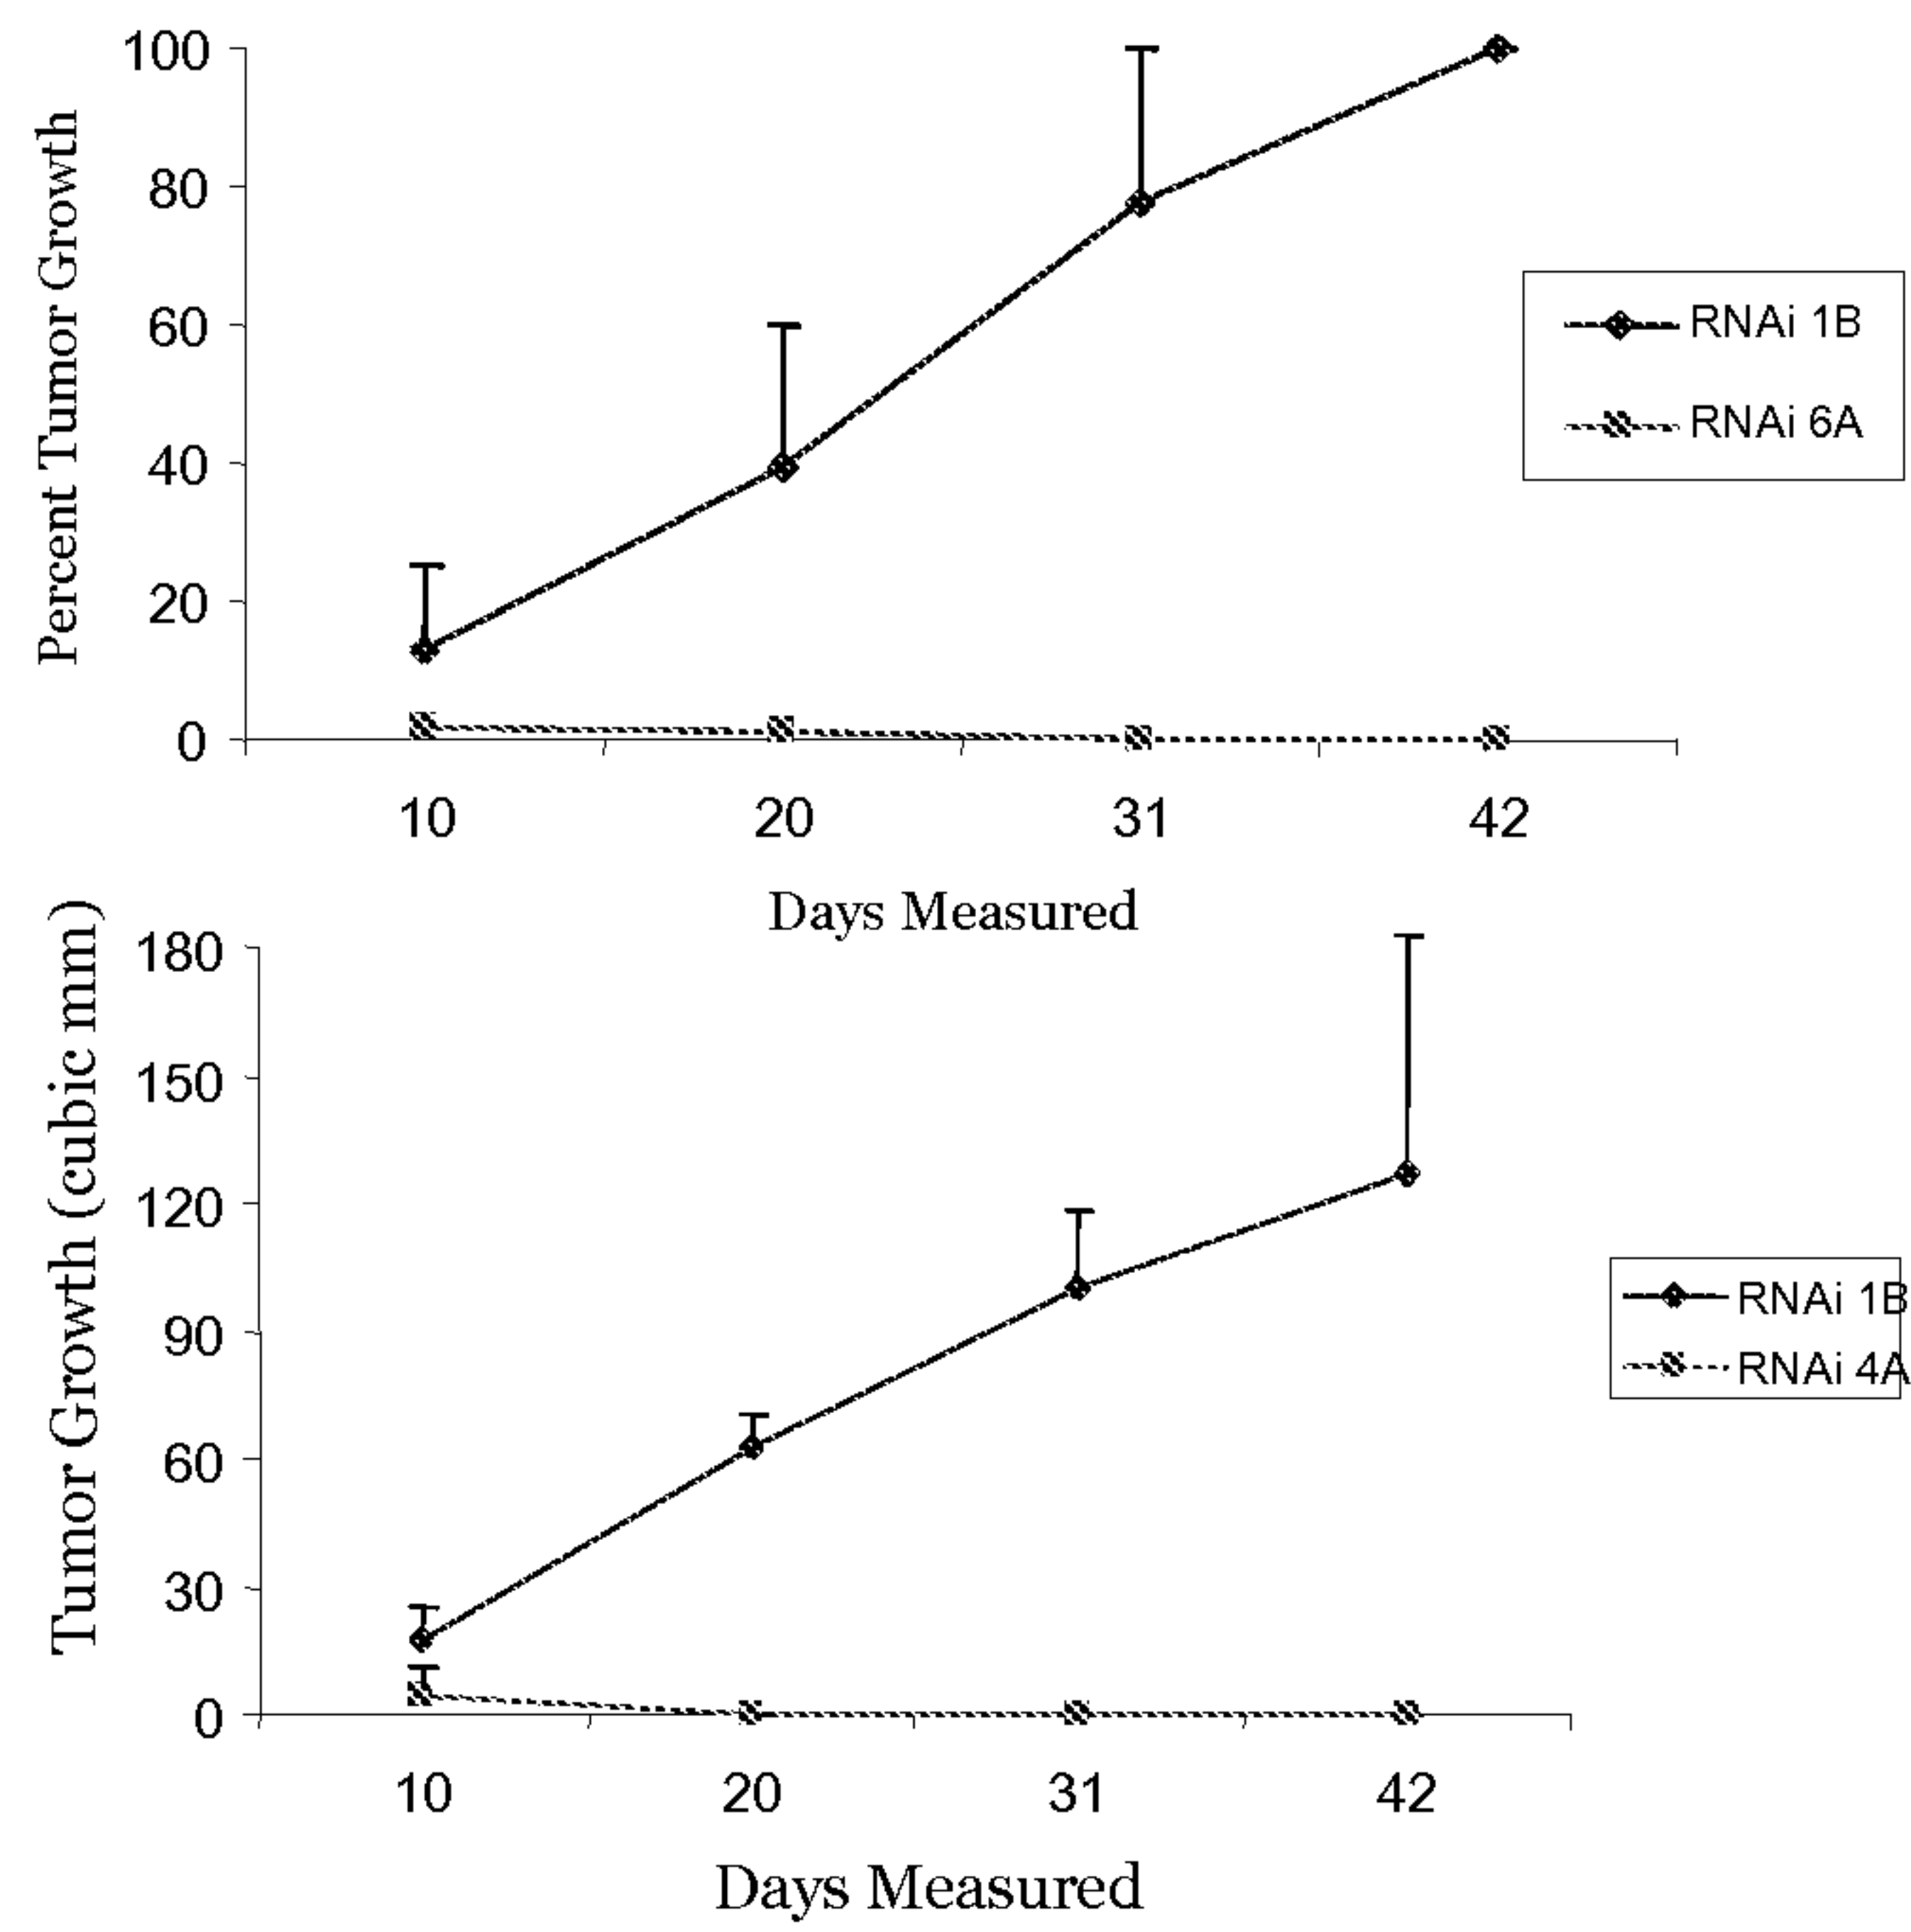 Percent Tumor Growth
100
80
60
40
20
0
10 20 31 42
Days Measured
RNAi 1B
RNAi 6A
Tumor Growth (cubic mm)
180
150
120
90
60
30
0
10 20 31 42
Days Measured
RNAi 1B
RNAi 4A